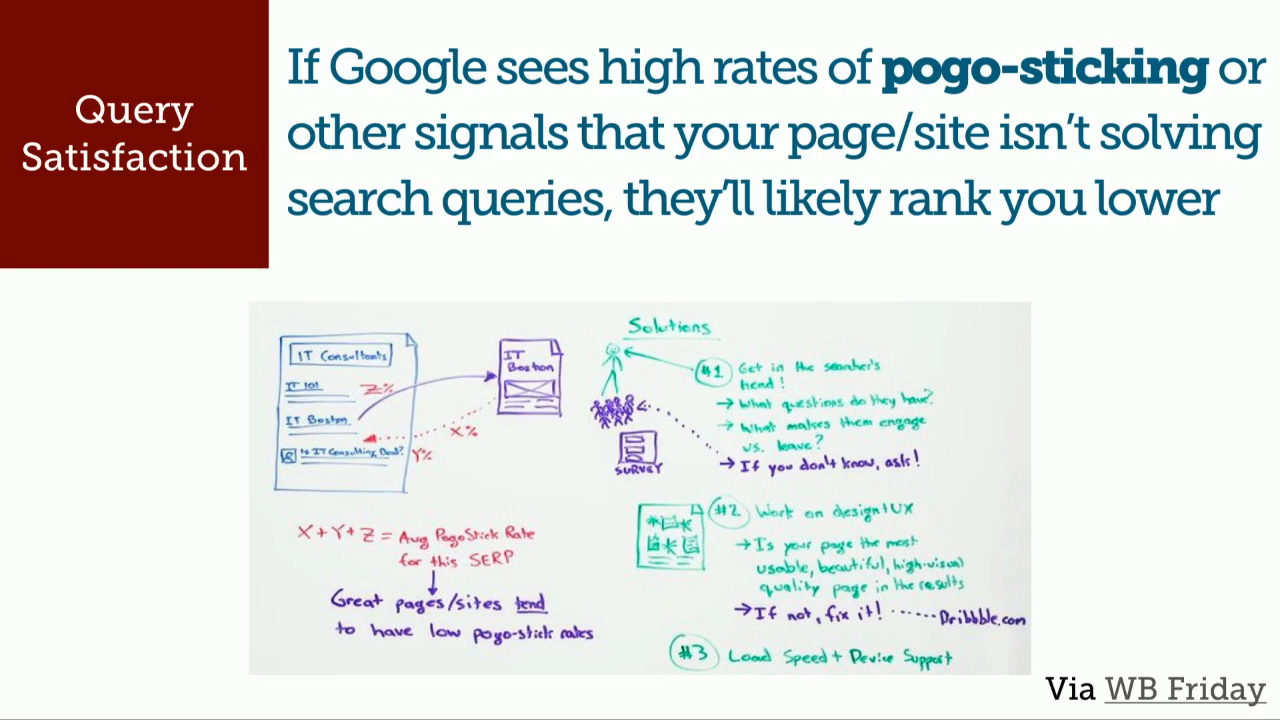 Query
Satisfaction
If Google sees high rates of pogo-sticking or
other signals that your page/site isn't solving
search queries, they'll likely rank you lower
IT Consultants
IT 101
Z%
IT Boston
Is IT Consulting Dead?
Y%
X%
IT
Boston
X+Y+Z = Avg PogoStick Rate
for this SERP
Great pages/sites tend
to have low pogo-stick rates
Solutions
#1 Get in the searcher's
head!
→ What questions do they have?
→ What makes them engage
vs. leave?
→ If you don't know, ask!
SURVEY
#2 Work on design+UX
→ Is your page the most
usable, beautiful, high-visual
quality page in the results
→ If not, fix it! ...... Dribbble.com
#3 Load Speed + Device Support
Via WB Friday